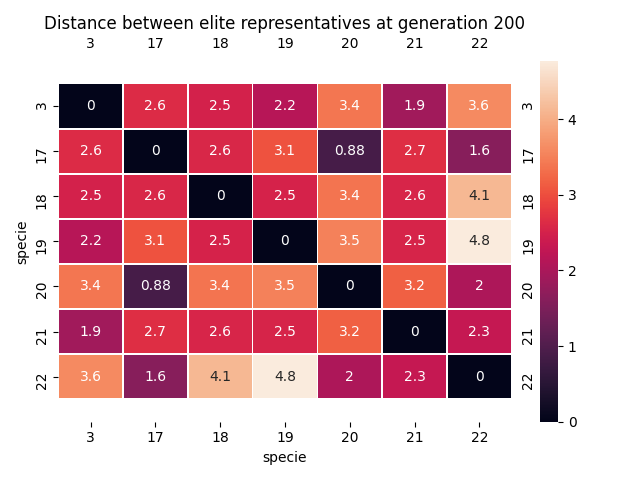 Distance between elite representatives at generation 200
3 17 18 19 20 21 22
3 0 2.6 2.5 2.2 3.4 1.9 3.6 3
17 2.6 0 2.6 3.1 0.88 2.7 1.6 17
18 2.5 2.6 0 2.5 3.4 2.6 4.1 18
19 2.2 3.1 2.5 0 3.5 2.5 4.8 19
20 3.4 0.88 3.4 3.5 0 3.2 2 20
21 1.9 2.7 2.6 2.5 3.2 0 2.3 21
22 3.6 1.6 4.1 4.8 2 2.3 0 22
3 17 18 19 20 21 22
specie
specie
4
3
2
1
0